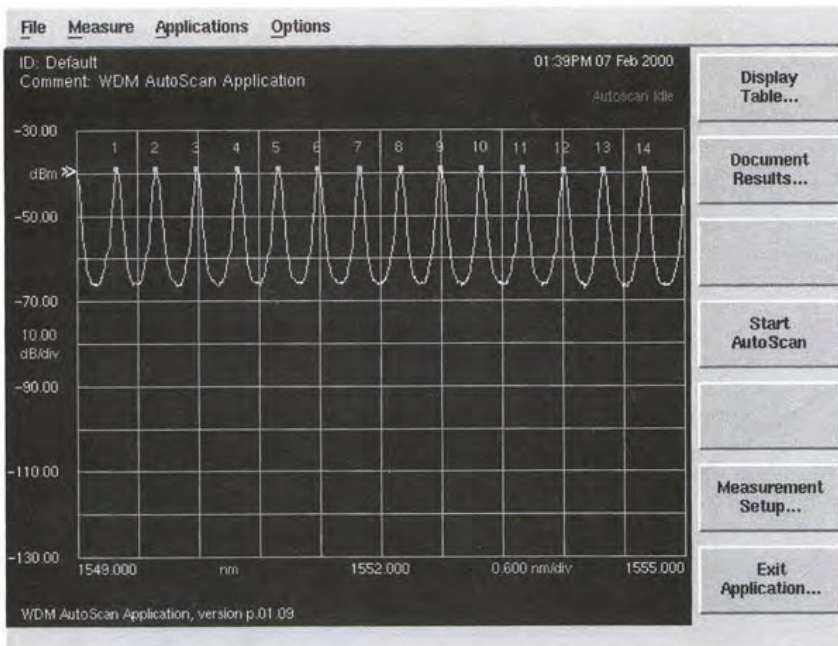 File Measure Applications Options
ID: Default
01:39PM 07 Feb 2000
Comment: WDM AutoScan Application
Autoscan Idle
-30.00
1 2 3 4 5 6 7 8 9 10 11 12 13 14
dBm
-50.00
-70.00
10.00
dB/div
-90.00
-110.00
-130.00
1549.000 nm 1552.000 0.600 nm/div 1555.000
WDM AutoScan Application, version p.01.09
Display
Table...
Document
Results...
Start
AutoScan
Measurement
Setup...
Exit
Application...